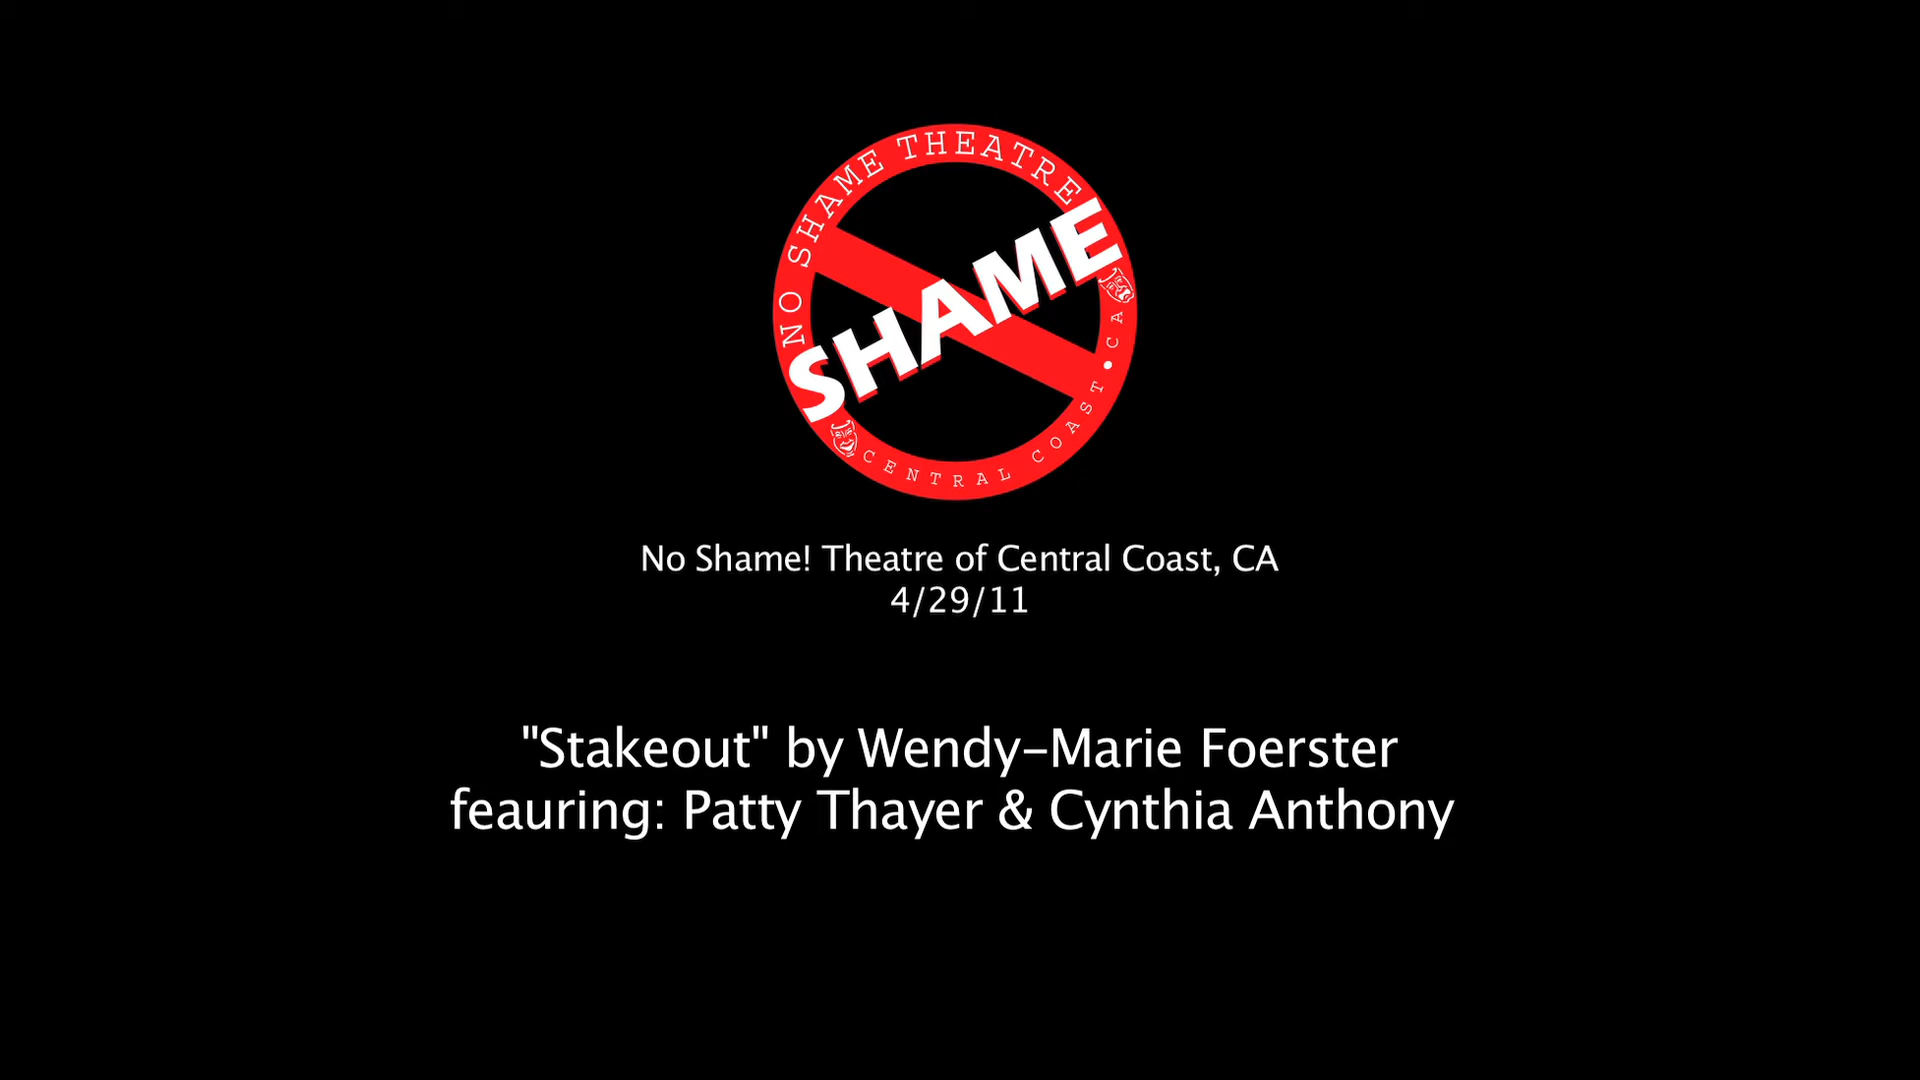 NO SHAME THEATRE
SHAME
CENTRAL COAST • CA
No Shame! Theatre of Central Coast, CA
4/29/11
"Stakeout" by Wendy-Marie Foerster
feauring: Patty Thayer & Cynthia Anthony